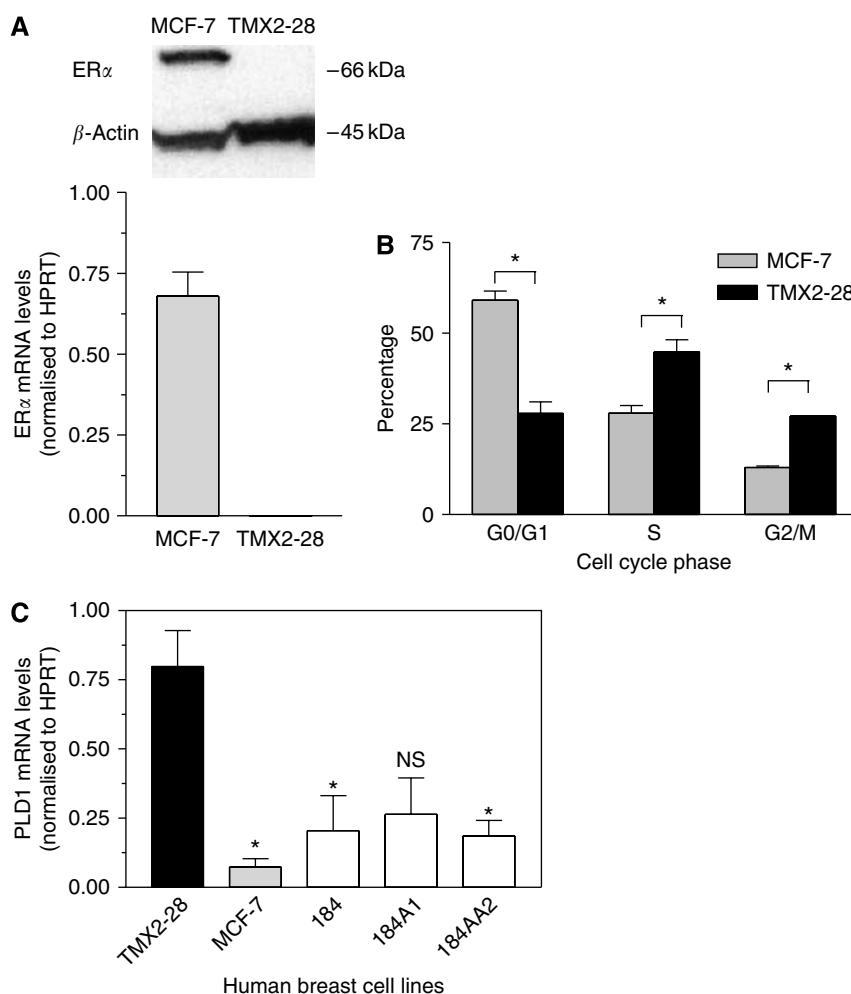 A
MCF-7 TMX2-28
ERα
–66 kDa
β-Actin
–45 kDa
1.00
0.75
0.50
0.25
0.00
ERα mRNA levels
(normalised to HPRT)
MCF-7 TMX2-28
B
75
50
25
0
Percentage
*
*
*
MCF-7
TMX2-28
G0/G1 S G2/M
Cell cycle phase
C
1.00
0.75
0.50
0.25
0.00
PLD1 mRNA levels
(normalised to HPRT)
*
*
NS
*
TMX2-28
MCF-7
184
184A1
184AA2
Human breast cell lines